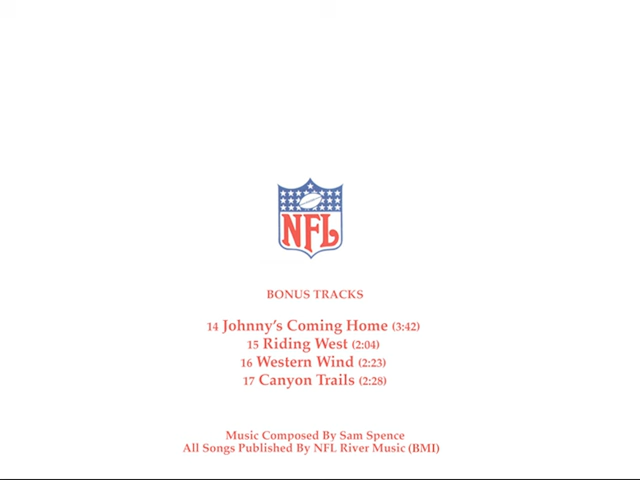 NFL
BONUS TRACKS
14 Johnny's Coming Home (3:42)
15 Riding West (2:04)
16 Western Wind (2:23)
17 Canyon Trails (2:28)
Music Composed By Sam Spence
All Songs Published By NFL River Music (BMI)